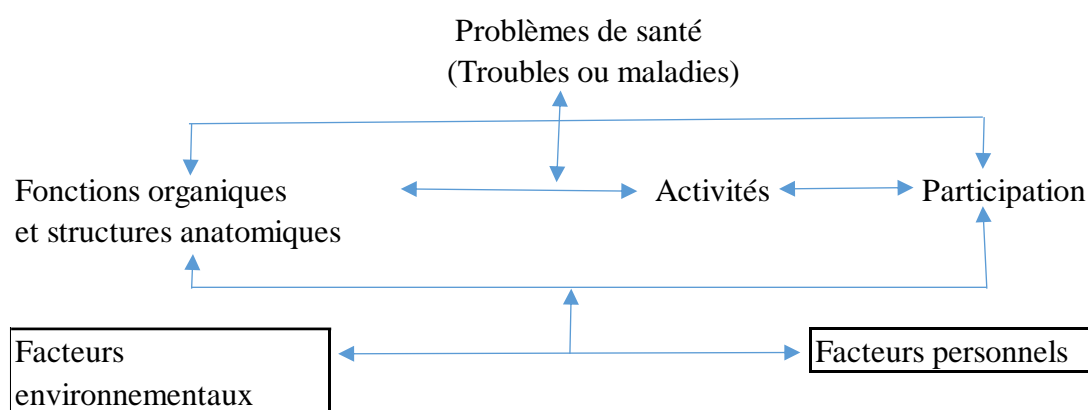 Problèmes de santé
(Troubles ou maladies)
Fonctions organiques
et structures anatomiques
Activités
Participation
Facteurs
environnementaux
Facteurs personnels